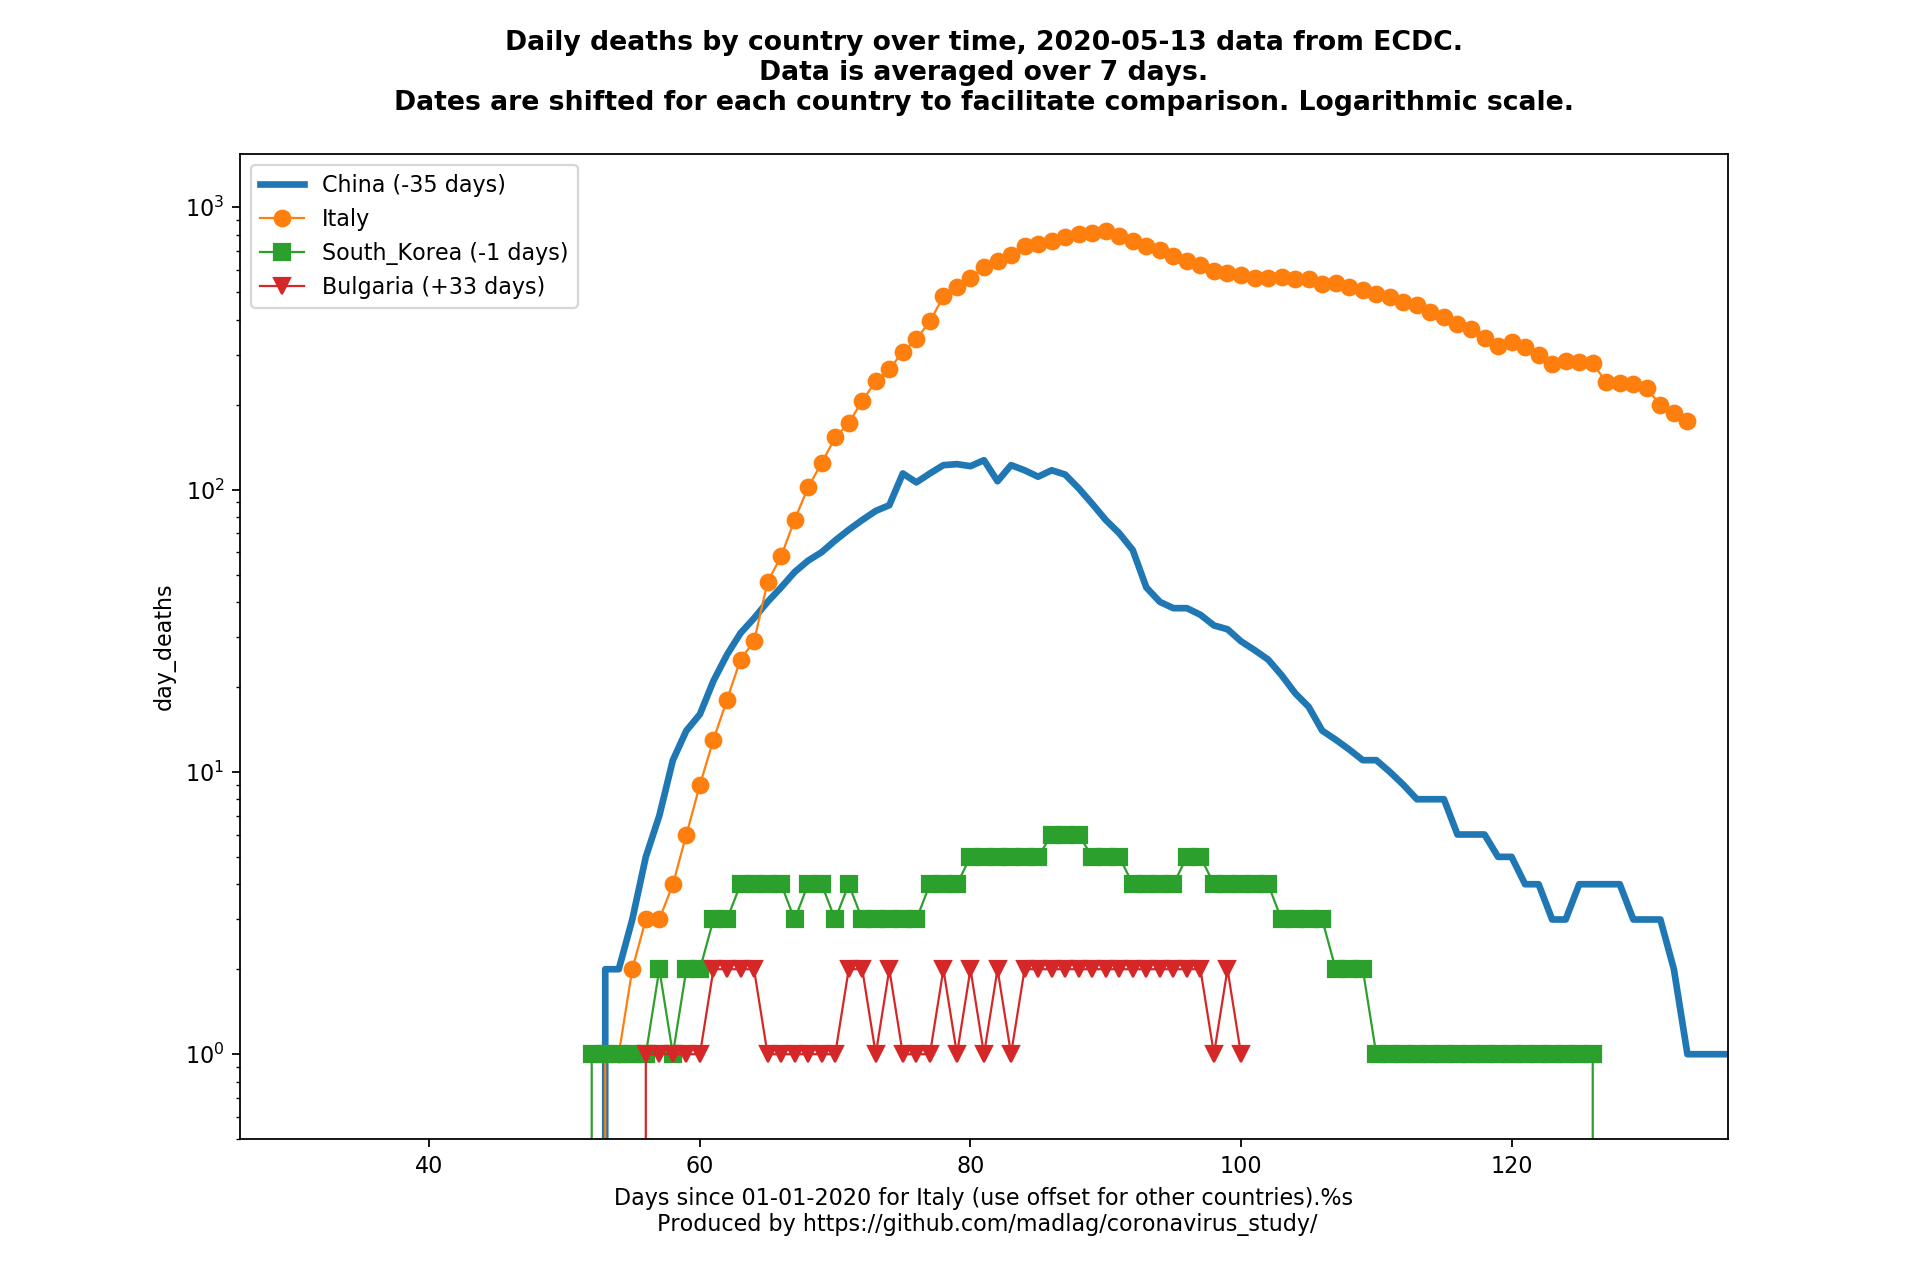 Daily deaths by country over time, 2020-05-13 data from ECDC.
Data is averaged over 7 days.
Dates are shifted for each country to facilitate comparison. Logarithmic scale.
China (-35 days)
Italy
South_Korea (-1 days)
Bulgaria (+33 days)
10³
10²
10¹
10⁰
day_deaths
40 60 80 100 120
Days since 01-01-2020 for Italy (use offset for other countries).%s
Produced by https://github.com/madlag/coronavirus_study/